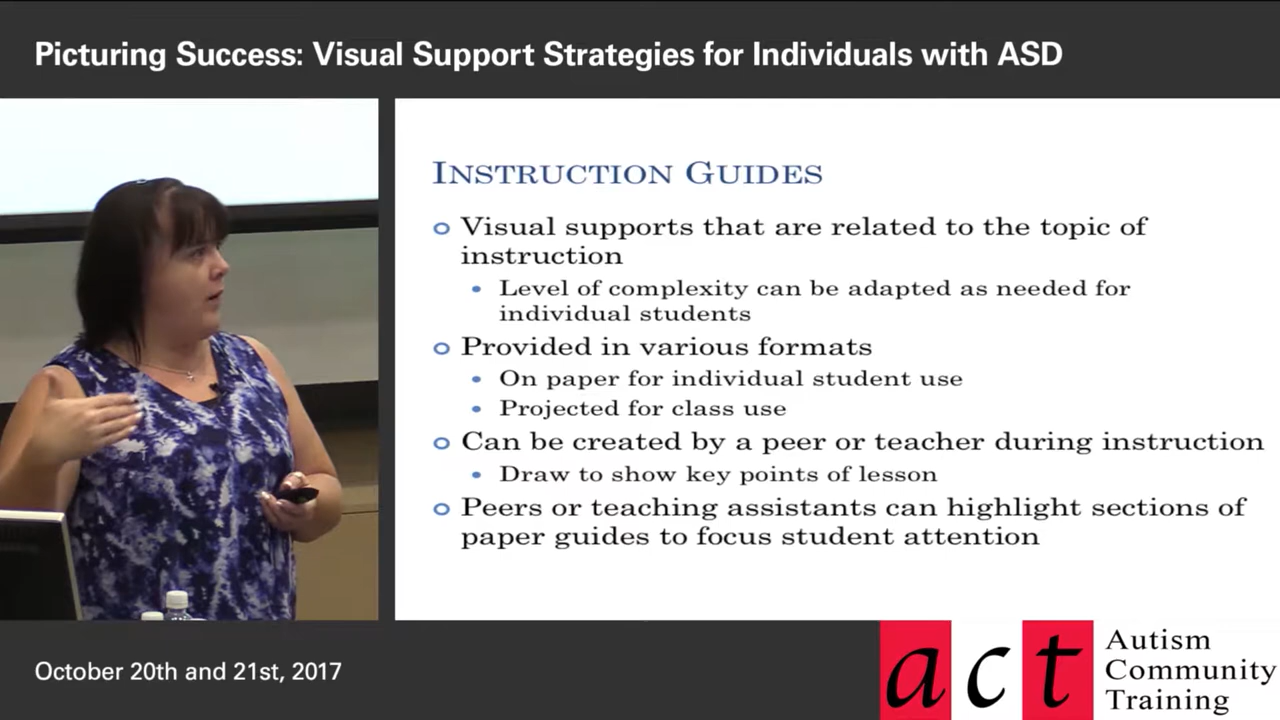 Picturing Success: Visual Support Strategies for Individuals with ASD
INSTRUCTION GUIDES
Visual supports that are related to the topic of
instruction
Level of complexity can be adapted as needed for
individual students
Provided in various formats
On paper for individual student use
Projected for class use
Can be created by a peer or teacher during instruction
Draw to show key points of lesson
Peers or teaching assistants can highlight sections of
paper guides to focus student attention
October 20th and 21st, 2017
act
Autism
Community
Training